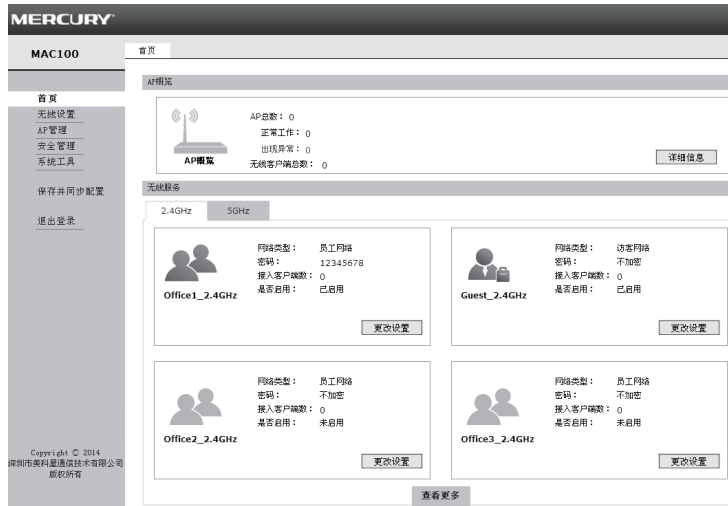 MERCURY
MAC100
首页
首页
无线设置
AP管理
安全管理
系统工具
保存并同步配置
退出登录
Copyright © 2014
深圳市美科星通信技术有限公司
版权所有
AP概览
AP概览
AP总数: 0
正常工作: 0
出现异常: 0
无线客户端总数: 0
详细信息
无线服务
2.4GHz 5GHz
Office1_2.4GHz
网络类型: 员工网络
密码: 12345678
接入客户端数: 0
是否启用: 已启用
更改设置
Guest_2.4GHz
网络类型: 访客网络
密码: 不加密
接入客户端数: 0
是否启用: 已启用
更改设置
Office2_2.4GHz
网络类型: 员工网络
密码: 不加密
接入客户端数: 0
是否启用: 未启用
更改设置
Office3_2.4GHz
网络类型: 员工网络
密码: 不加密
接入客户端数: 0
是否启用: 未启用
更改设置
查看更多